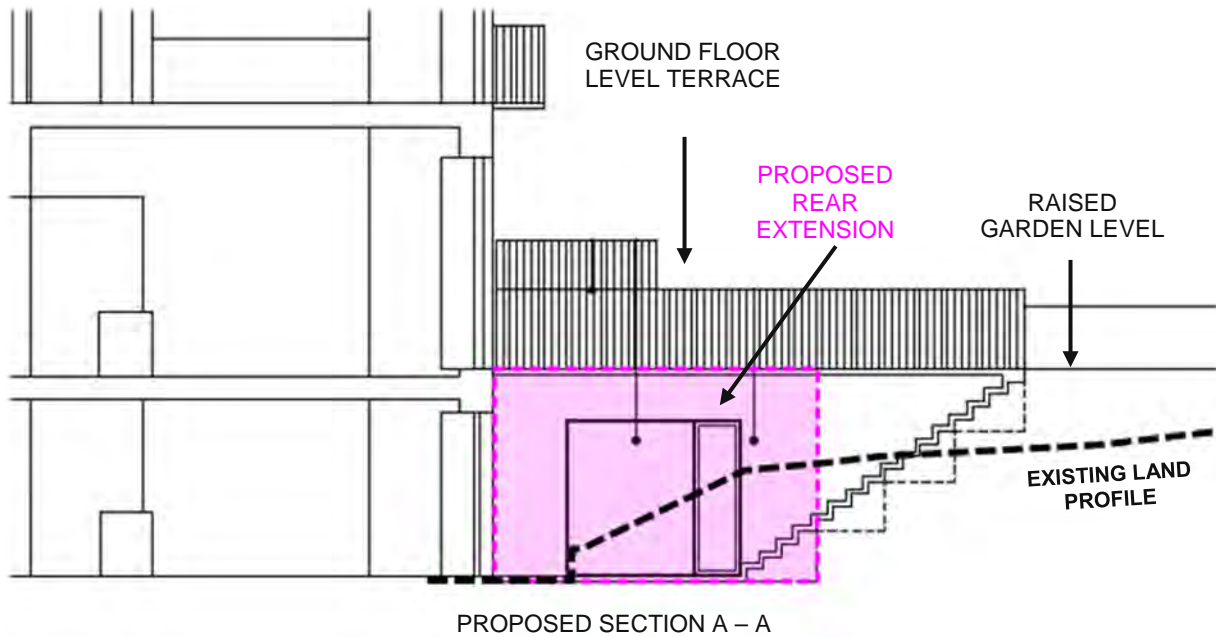 GROUND FLOOR
LEVEL TERRACE
PROPOSED
REAR
EXTENSION
RAISED
GARDEN LEVEL
EXISTING LAND
PROFILE
PROPOSED SECTION A – A